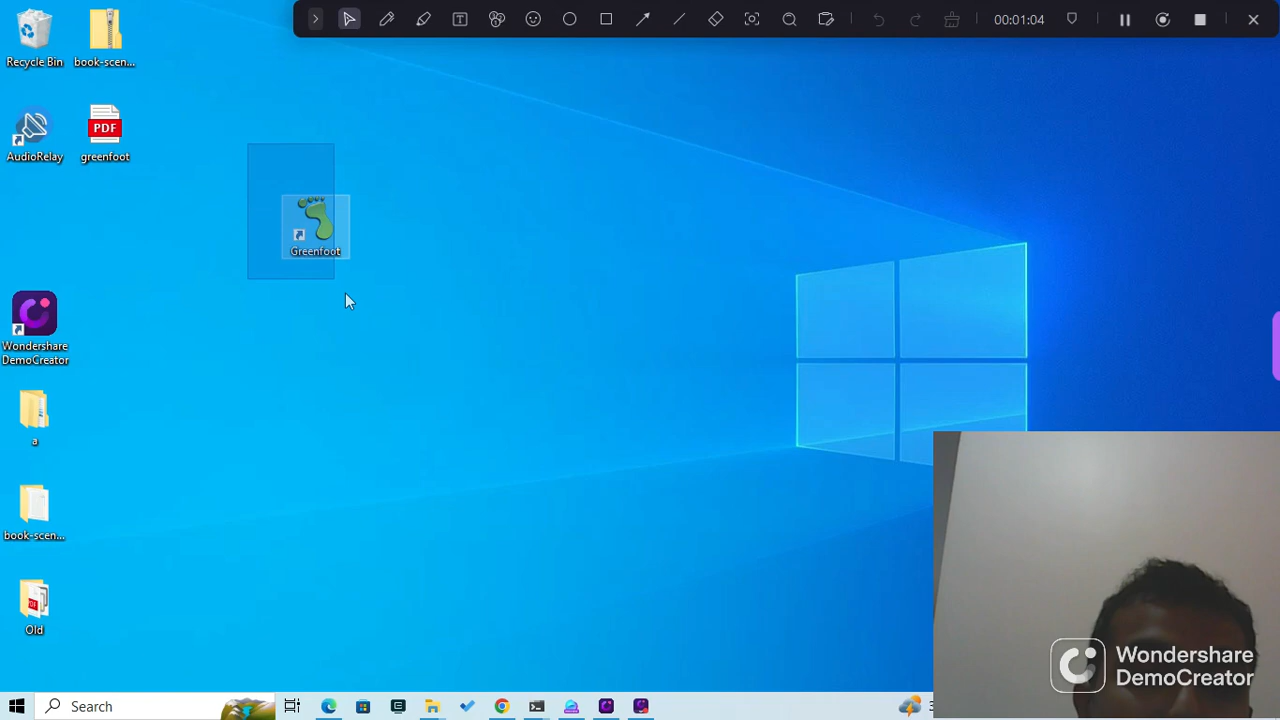 00:01:04
Recycle Bin
book-scen...
AudioRelay
PDF
greenfoot
Greenfoot
Wondershare
DemoCreator
a
book-scen...
Old
Wondershare
DemoCreator
Search